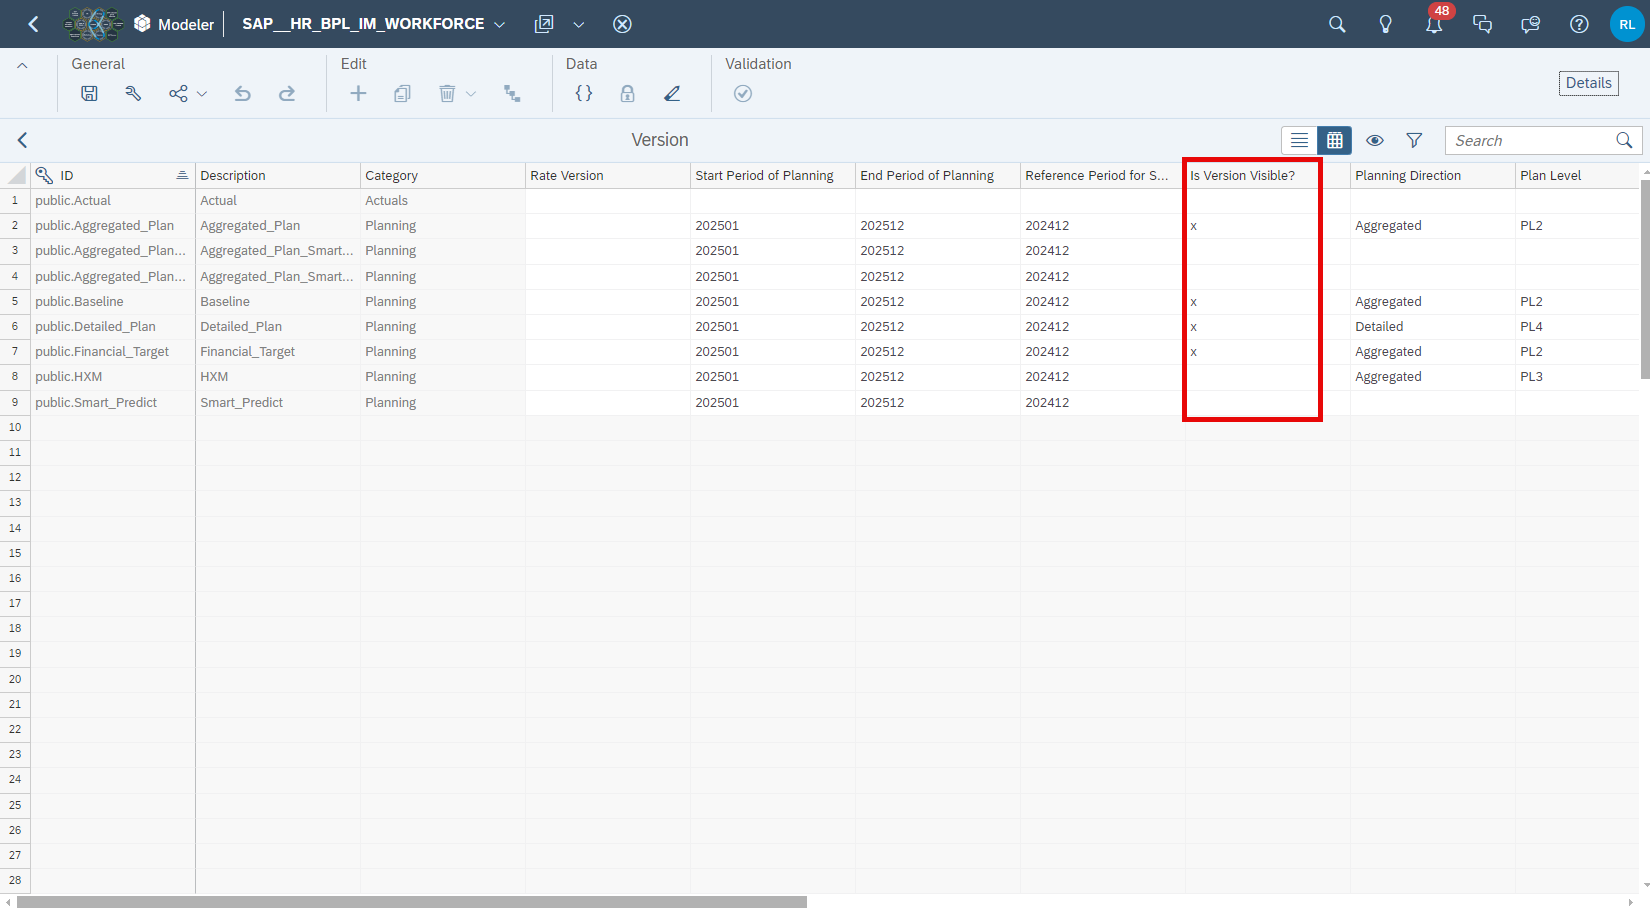 Modeler SAP__HR_BPL_IM_WORKFORCE 48 RL
General Edit Data Validation
Details
Version Search
ID Description Category Rate Version Start Period of Planning End Period of Planning Reference Period for S... Is Version Visible? Planning Direction Plan Level
1 public.Actual Actual Actuals
2 public.Aggregated_Plan Aggregated_Plan Planning 202501 202512 202412 x Aggregated PL2
3 public.Aggregated_Plan... Aggregated_Plan_Smart... Planning 202501 202512 202412
4 public.Aggregated_Plan... Aggregated_Plan_Smart... Planning 202501 202512 202412
5 public.Baseline Baseline Planning 202501 202512 202412 x Aggregated PL2
6 public.Detailed_Plan Detailed_Plan Planning 202501 202512 202412 x Detailed PL4
7 public.Financial_Target Financial_Target Planning 202501 202512 202412 x Aggregated PL2
8 public.HXM HXM Planning 202501 202512 202412 Aggregated PL3
9 public.Smart_Predict Smart_Predict Planning 202501 202512 202412
10
11
12
13
14
15
16
17
18
19
20
21
22
23
24
25
26
27
28